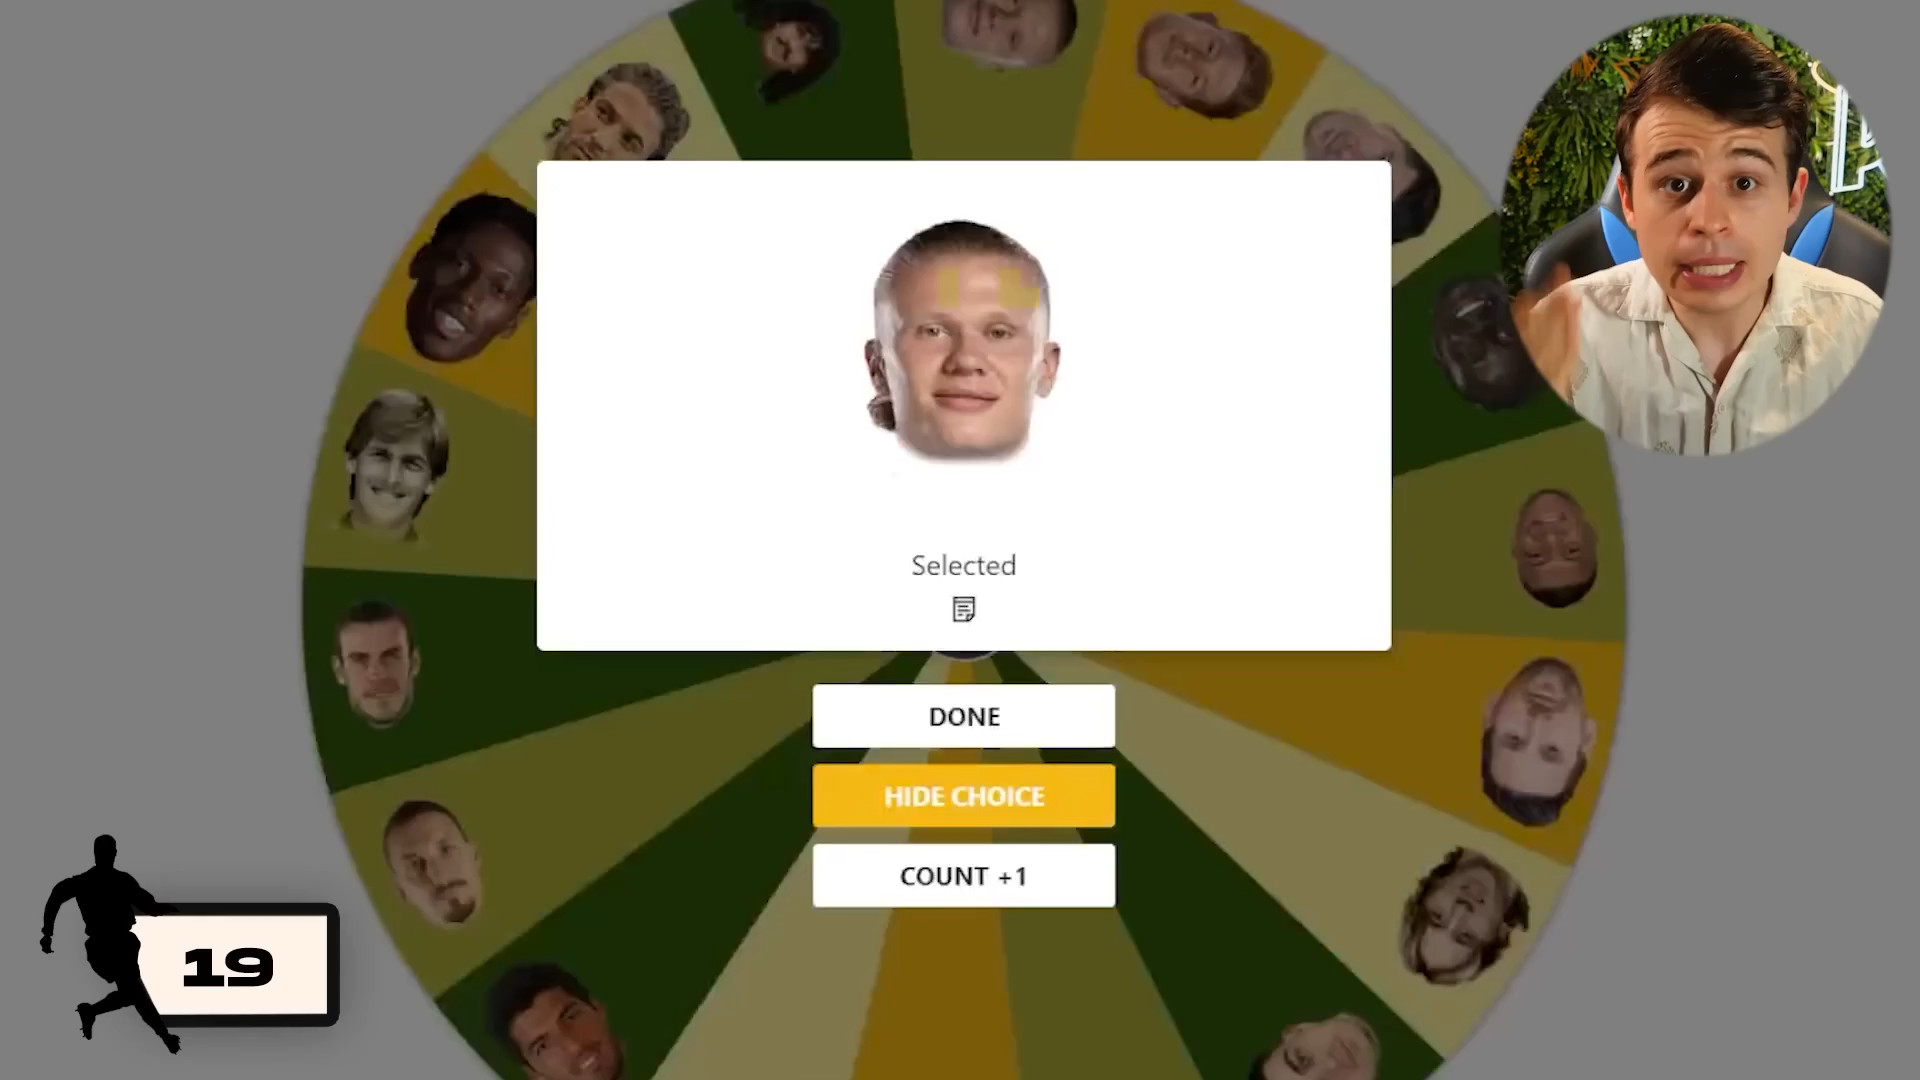 Selected
DONE
HIDE CHOICE
COUNT +1
19